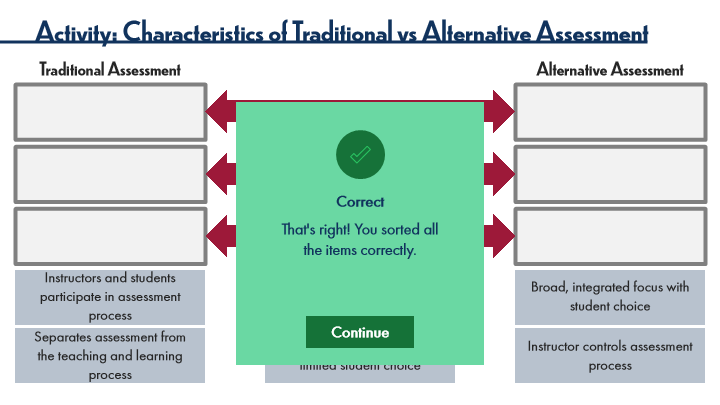 Activity: Characteristics of Traditional vs Alternative Assessment
Traditional Assessment
Alternative Assessment
Correct
That's right! You sorted all
the items correctly.
Continue
Instructors and students
participate in assessment
process
Broad, integrated focus with
student choice
Separates assessment from
the teaching and learning
process
limited student choice
Instructor controls assessment
process